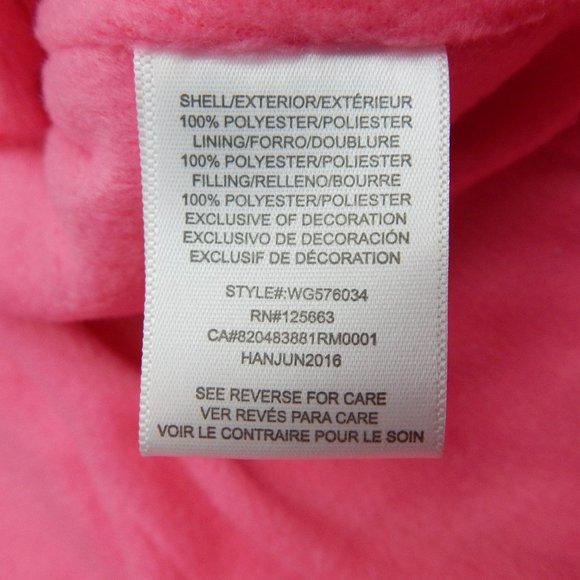 SHELL/EXTERIOR/EXTÉRIEUR
100% POLYESTER/POLIESTER
LINING/FORRO/DOUBLURE
100% POLYESTER/POLIESTER
FILLING/RELLENO/BOURRE
100% POLYESTER/POLIESTER
EXCLUSIVE OF DECORATION
EXCLUSIVO DE DECORACIÓN
EXCLUSIF DE DÉCORATION
STYLE#:WG576034
RN#125663
CA#820483881RM0001
HANJUN2016
SEE REVERSE FOR CARE
VER REVÉS PARA CARE
VOIR LE CONTRAIRE POUR LE SOIN